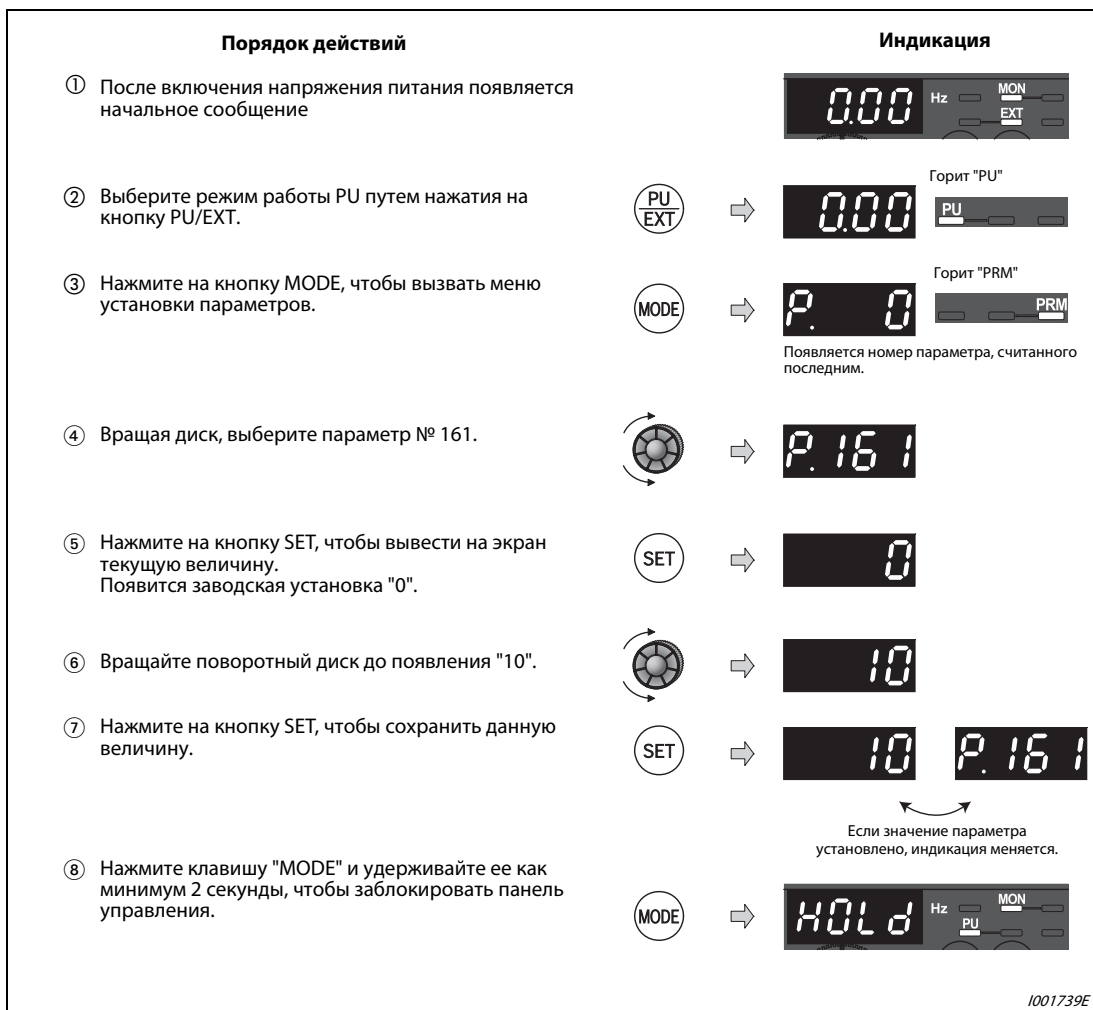 Порядок действий
Индикация
① После включения напряжения питания появляется
начальное сообщение
0.00 Hz MON
EXT
② Выберите режим работы PU путем нажатия на
кнопку PU/EXT.
PU
EXT
0.00
Горит "PU"
PU
③ Нажмите на кнопку MODE, чтобы вызвать меню
установки параметров.
MODE
P. 0
Горит "PRM"
PRM
Появляется номер параметра, считанного
последним.
④ Вращая диск, выберите параметр № 161.
P. 161
⑤ Нажмите на кнопку SET, чтобы вывести на экран
текущую величину.
Появится заводская установка "0".
SET
0
⑥ Вращайте поворотный диск до появления "10".
10
⑦ Нажмите на кнопку SET, чтобы сохранить данную
величину.
SET
10
P. 161
Если значение параметра
установлено, индикация меняется.
⑧ Нажмите клавишу "MODE" и удерживайте ее как
минимум 2 секунды, чтобы заблокировать панель
управления.
MODE
HOLd Hz MON
PU
I001739E